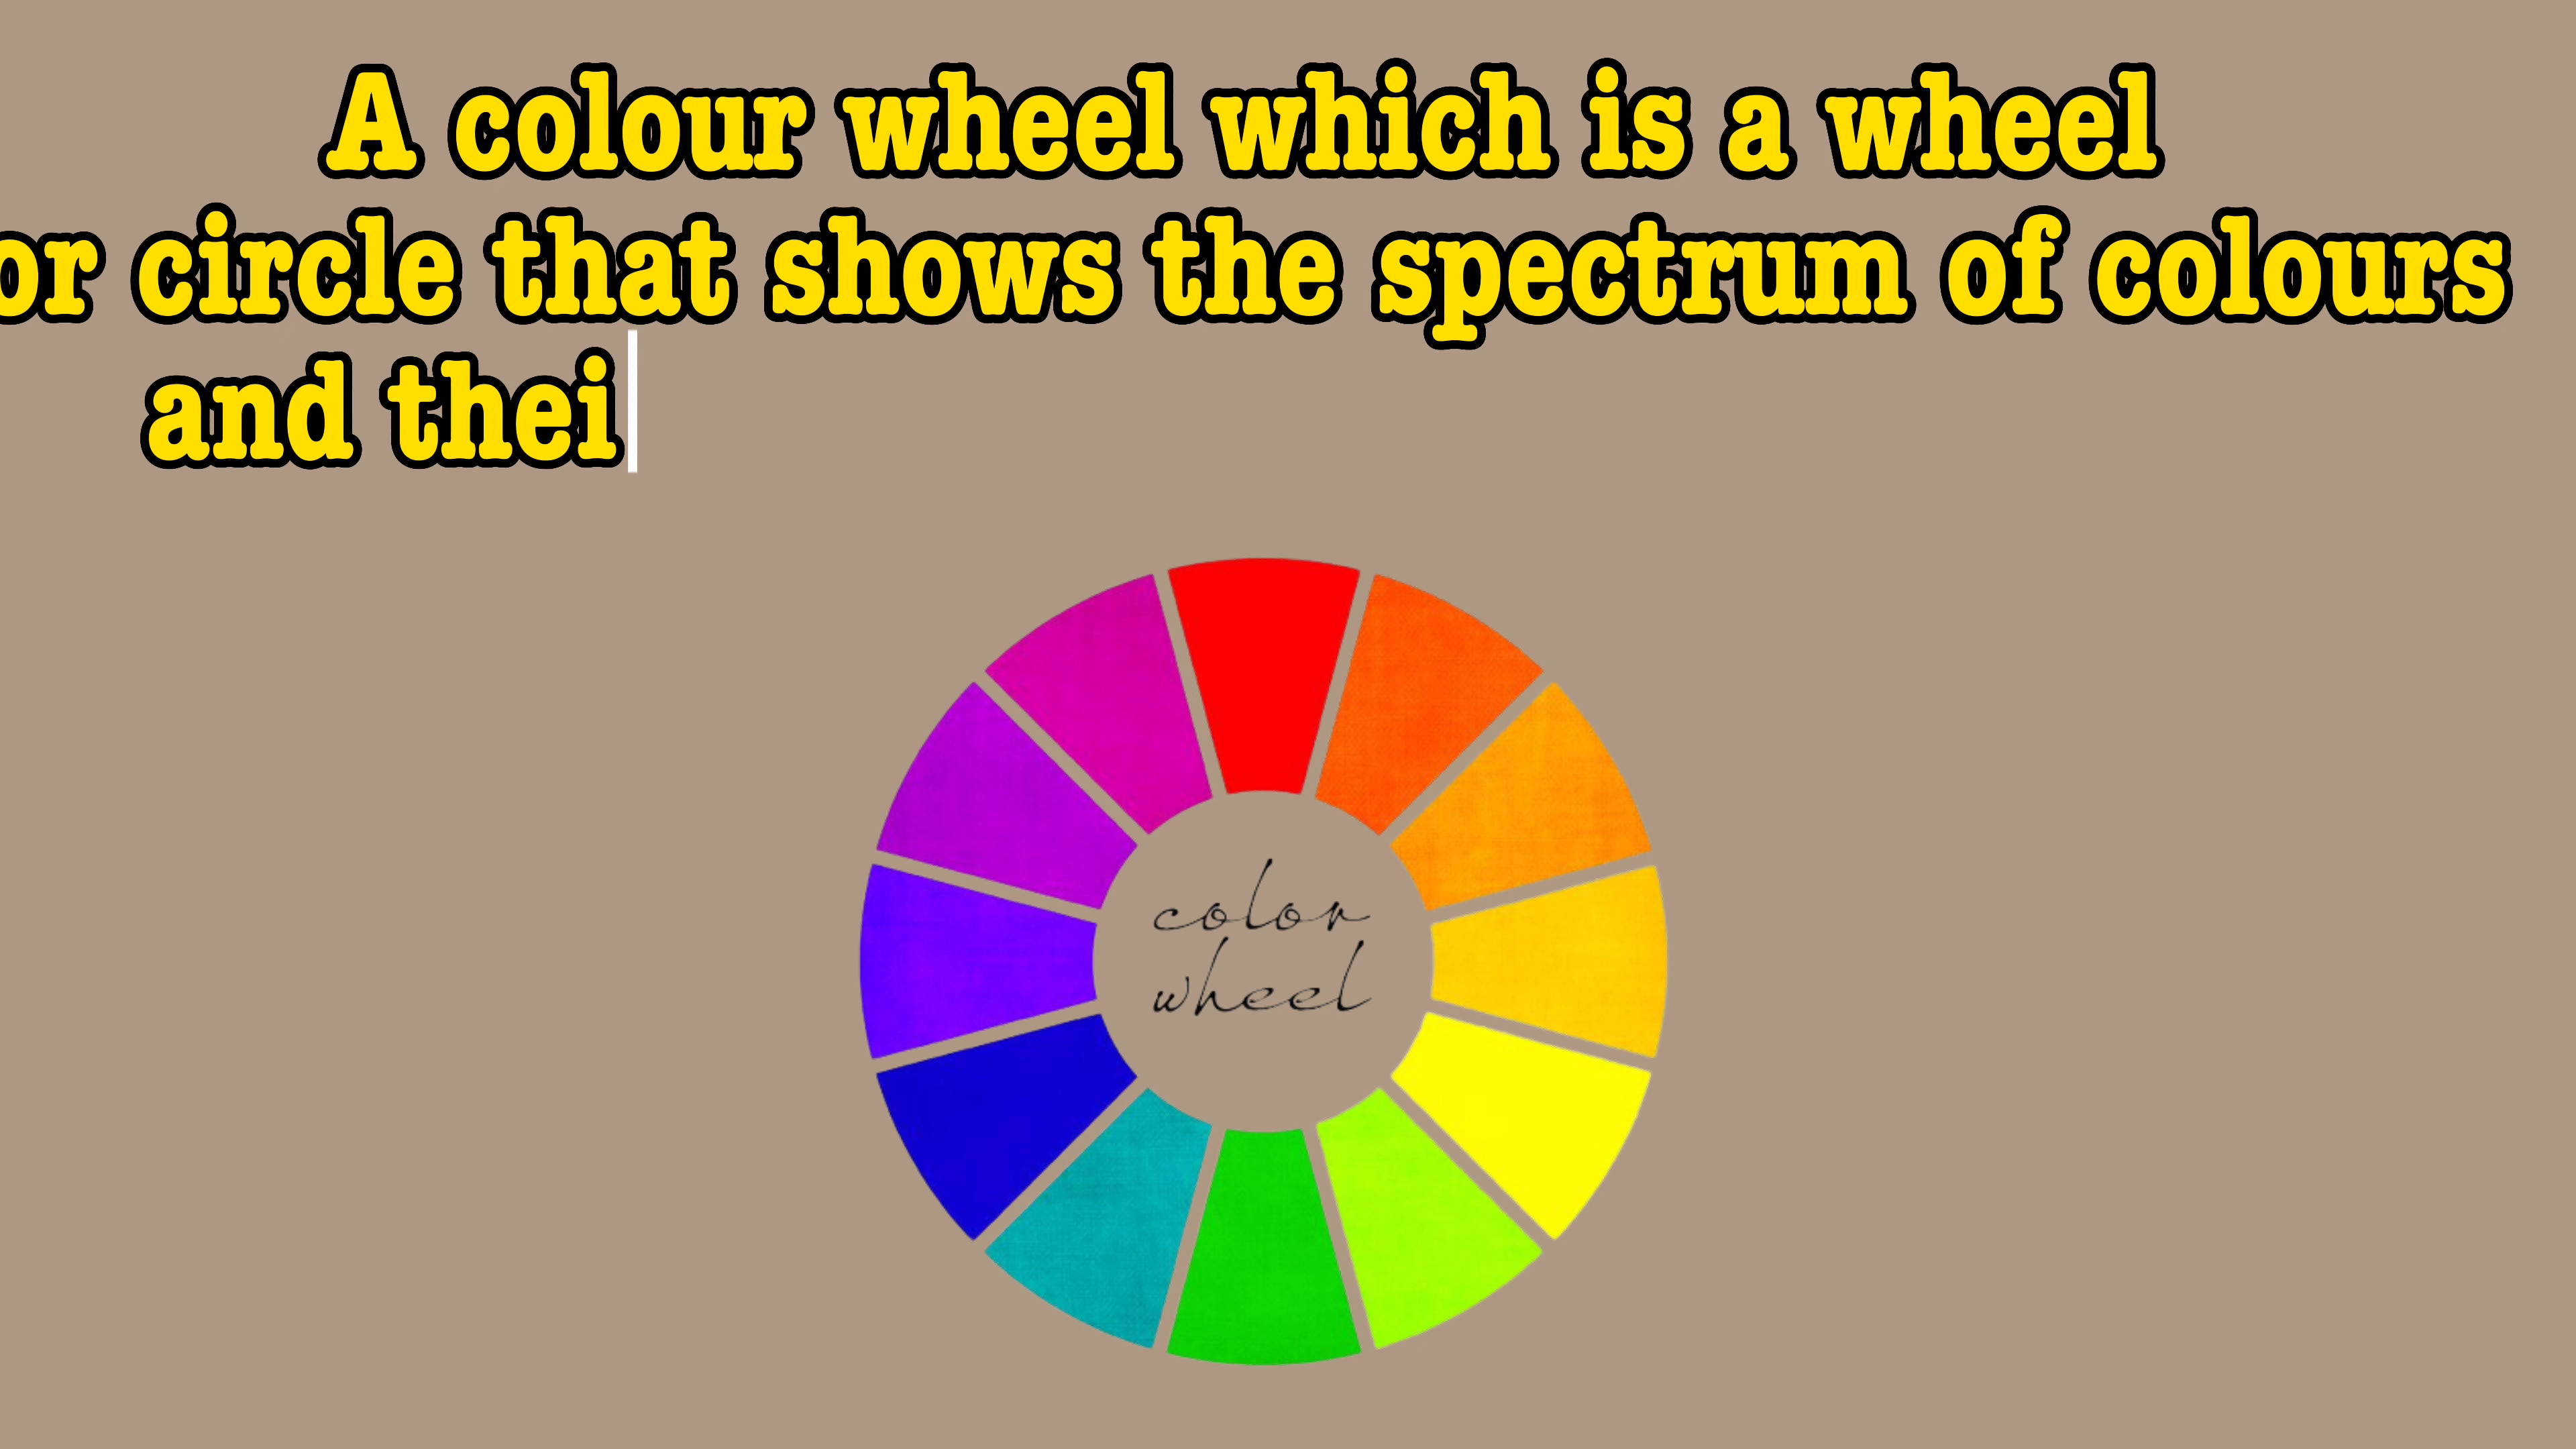 A colour wheel which is a wheel
or circle that shows the spectrum of colours
and thei
color
wheel